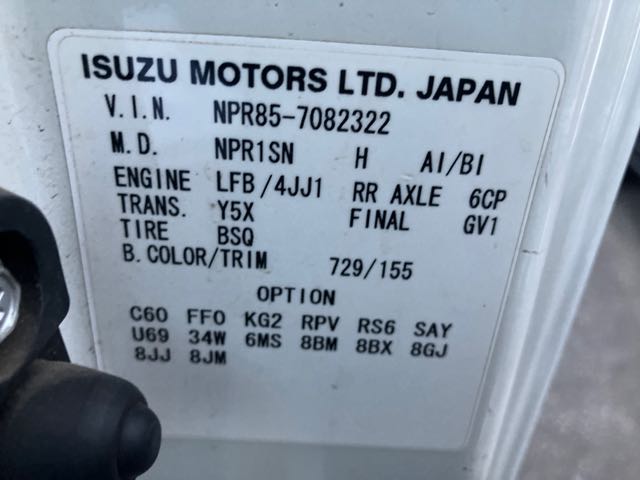 ISUZU MOTORS LTD. JAPAN
V.I.N. NPR85-7082322
M.D. NPR1SN H AI/BI
ENGINE LFB/4JJ1 RR AXLE 6CP
TRANS. Y5X FINAL GV1
TIRE BSQ
B.COLOR/TRIM 729/155
OPTION
C60 FF0 KG2 RPV RS6 SAY
U69 34W 6MS 8BM 8BX 8GJ
8JJ 8JM